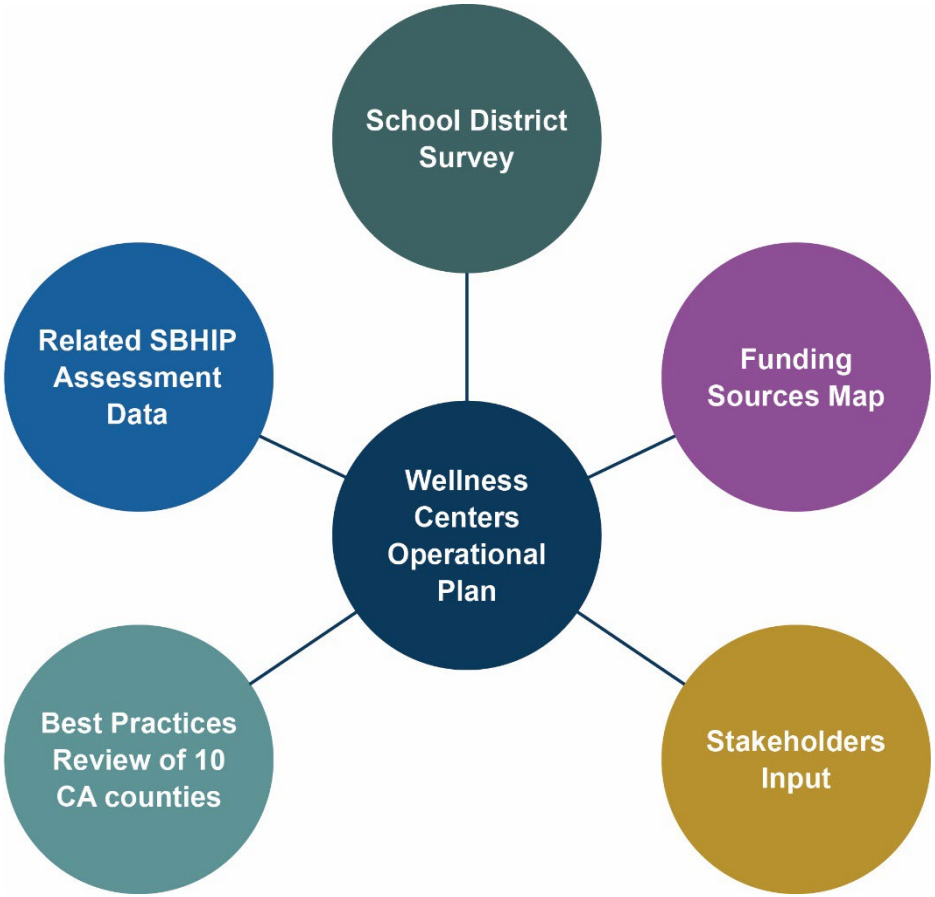 School District
Survey
Related SBHIP
Assessment
Data
Funding
Sources Map
Wellness
Centers
Operational
Plan
Best Practices
Review of 10
CA counties
Stakeholders
Input